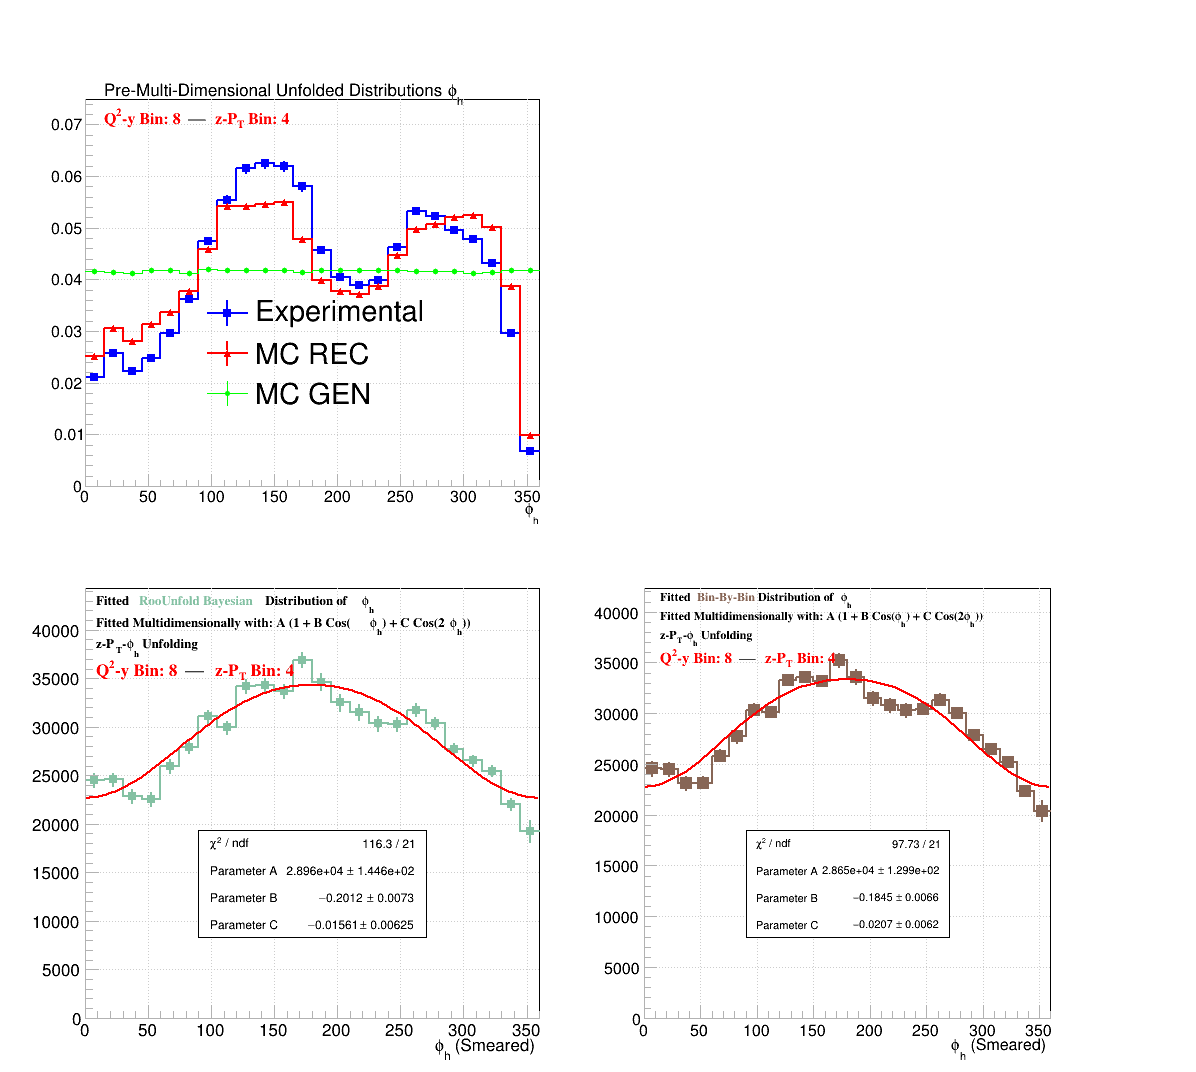 Pre-Multi-Dimensional Unfolded Distributions ϕh
Q²-y Bin: 8 — z-PT Bin: 4
0.07
0.06
0.05
0.04
0.03
0.02
0.01
0
Experimental
MC REC
MC GEN
0 50 100 150 200 250 300 350
ϕh
Fitted RooUnfold Bayesian Distribution of ϕh
Fitted Multidimensionally with: A (1 + B Cos( ϕh) + C Cos(2 ϕh))
z-PT-ϕh Unfolding
Q²-y Bin: 8 — z-PT Bin: 4
40000
35000
30000
25000
20000
15000
10000
5000
0
χ² / ndf 116.3 / 21
Parameter A 2.896e+04 ± 1.446e+02
Parameter B −0.2012 ± 0.0073
Parameter C −0.01561 ± 0.00625
0 50 100 150 200 250 300 350
ϕh (Smeared)
Fitted Bin-By-Bin Distribution of ϕh
Fitted Multidimensionally with: A (1 + B Cos(ϕh) + C Cos(2ϕh))
z-PT-ϕh Unfolding
Q²-y Bin: 8 — z-PT Bin: 4
40000
35000
30000
25000
20000
15000
10000
5000
0
χ² / ndf 97.73 / 21
Parameter A 2.865e+04 ± 1.299e+02
Parameter B −0.1845 ± 0.0066
Parameter C −0.0207 ± 0.0062
0 50 100 150 200 250 300 350
ϕh (Smeared)